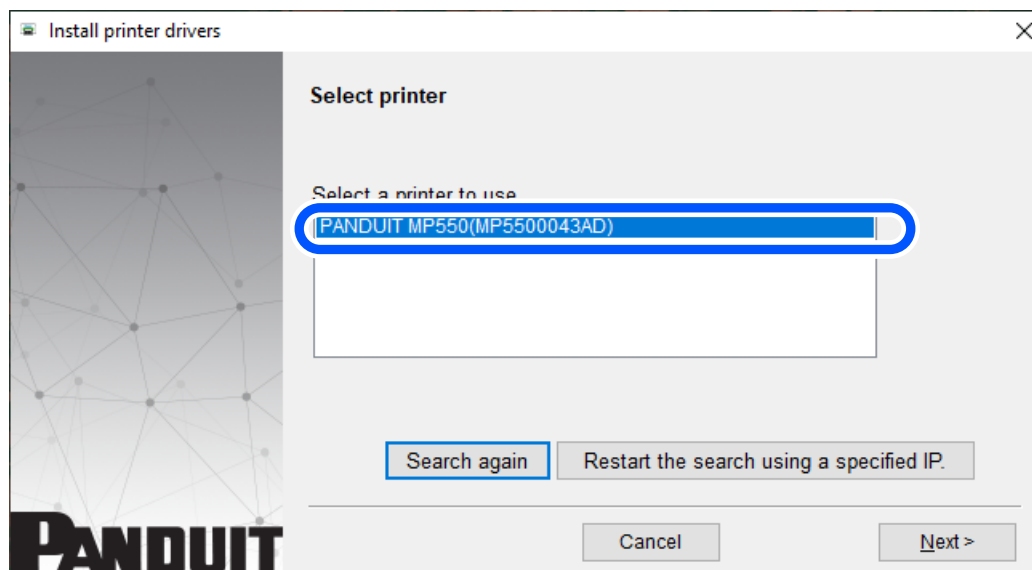 Install printer drivers
Select printer
Select a printer to use
PANDUIT MP550(MP5500043AD)
Search again
Restart the search using a specified IP.
PANDUIT
Cancel
Next >